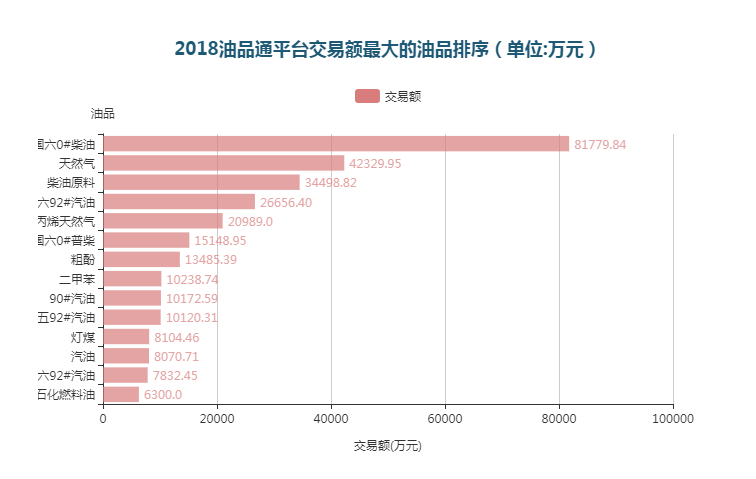 2018油品通平台交易额最大的油品排序（单位:万元）
交易额
油品
六0#柴油 81779.84
天然气 42329.95
柴油原料 34498.82
六92#汽油 26656.40
丙烯天然气 20989.0
六0#普柴 15148.95
粗酚 13485.39
二甲苯 10238.74
90#汽油 10172.59
五92#汽油 10120.31
灯煤 8104.46
汽油 8070.71
六92#汽油 7832.45
石化燃料油 6300.0
0 20000 40000 60000 80000 100000
交易额(万元)